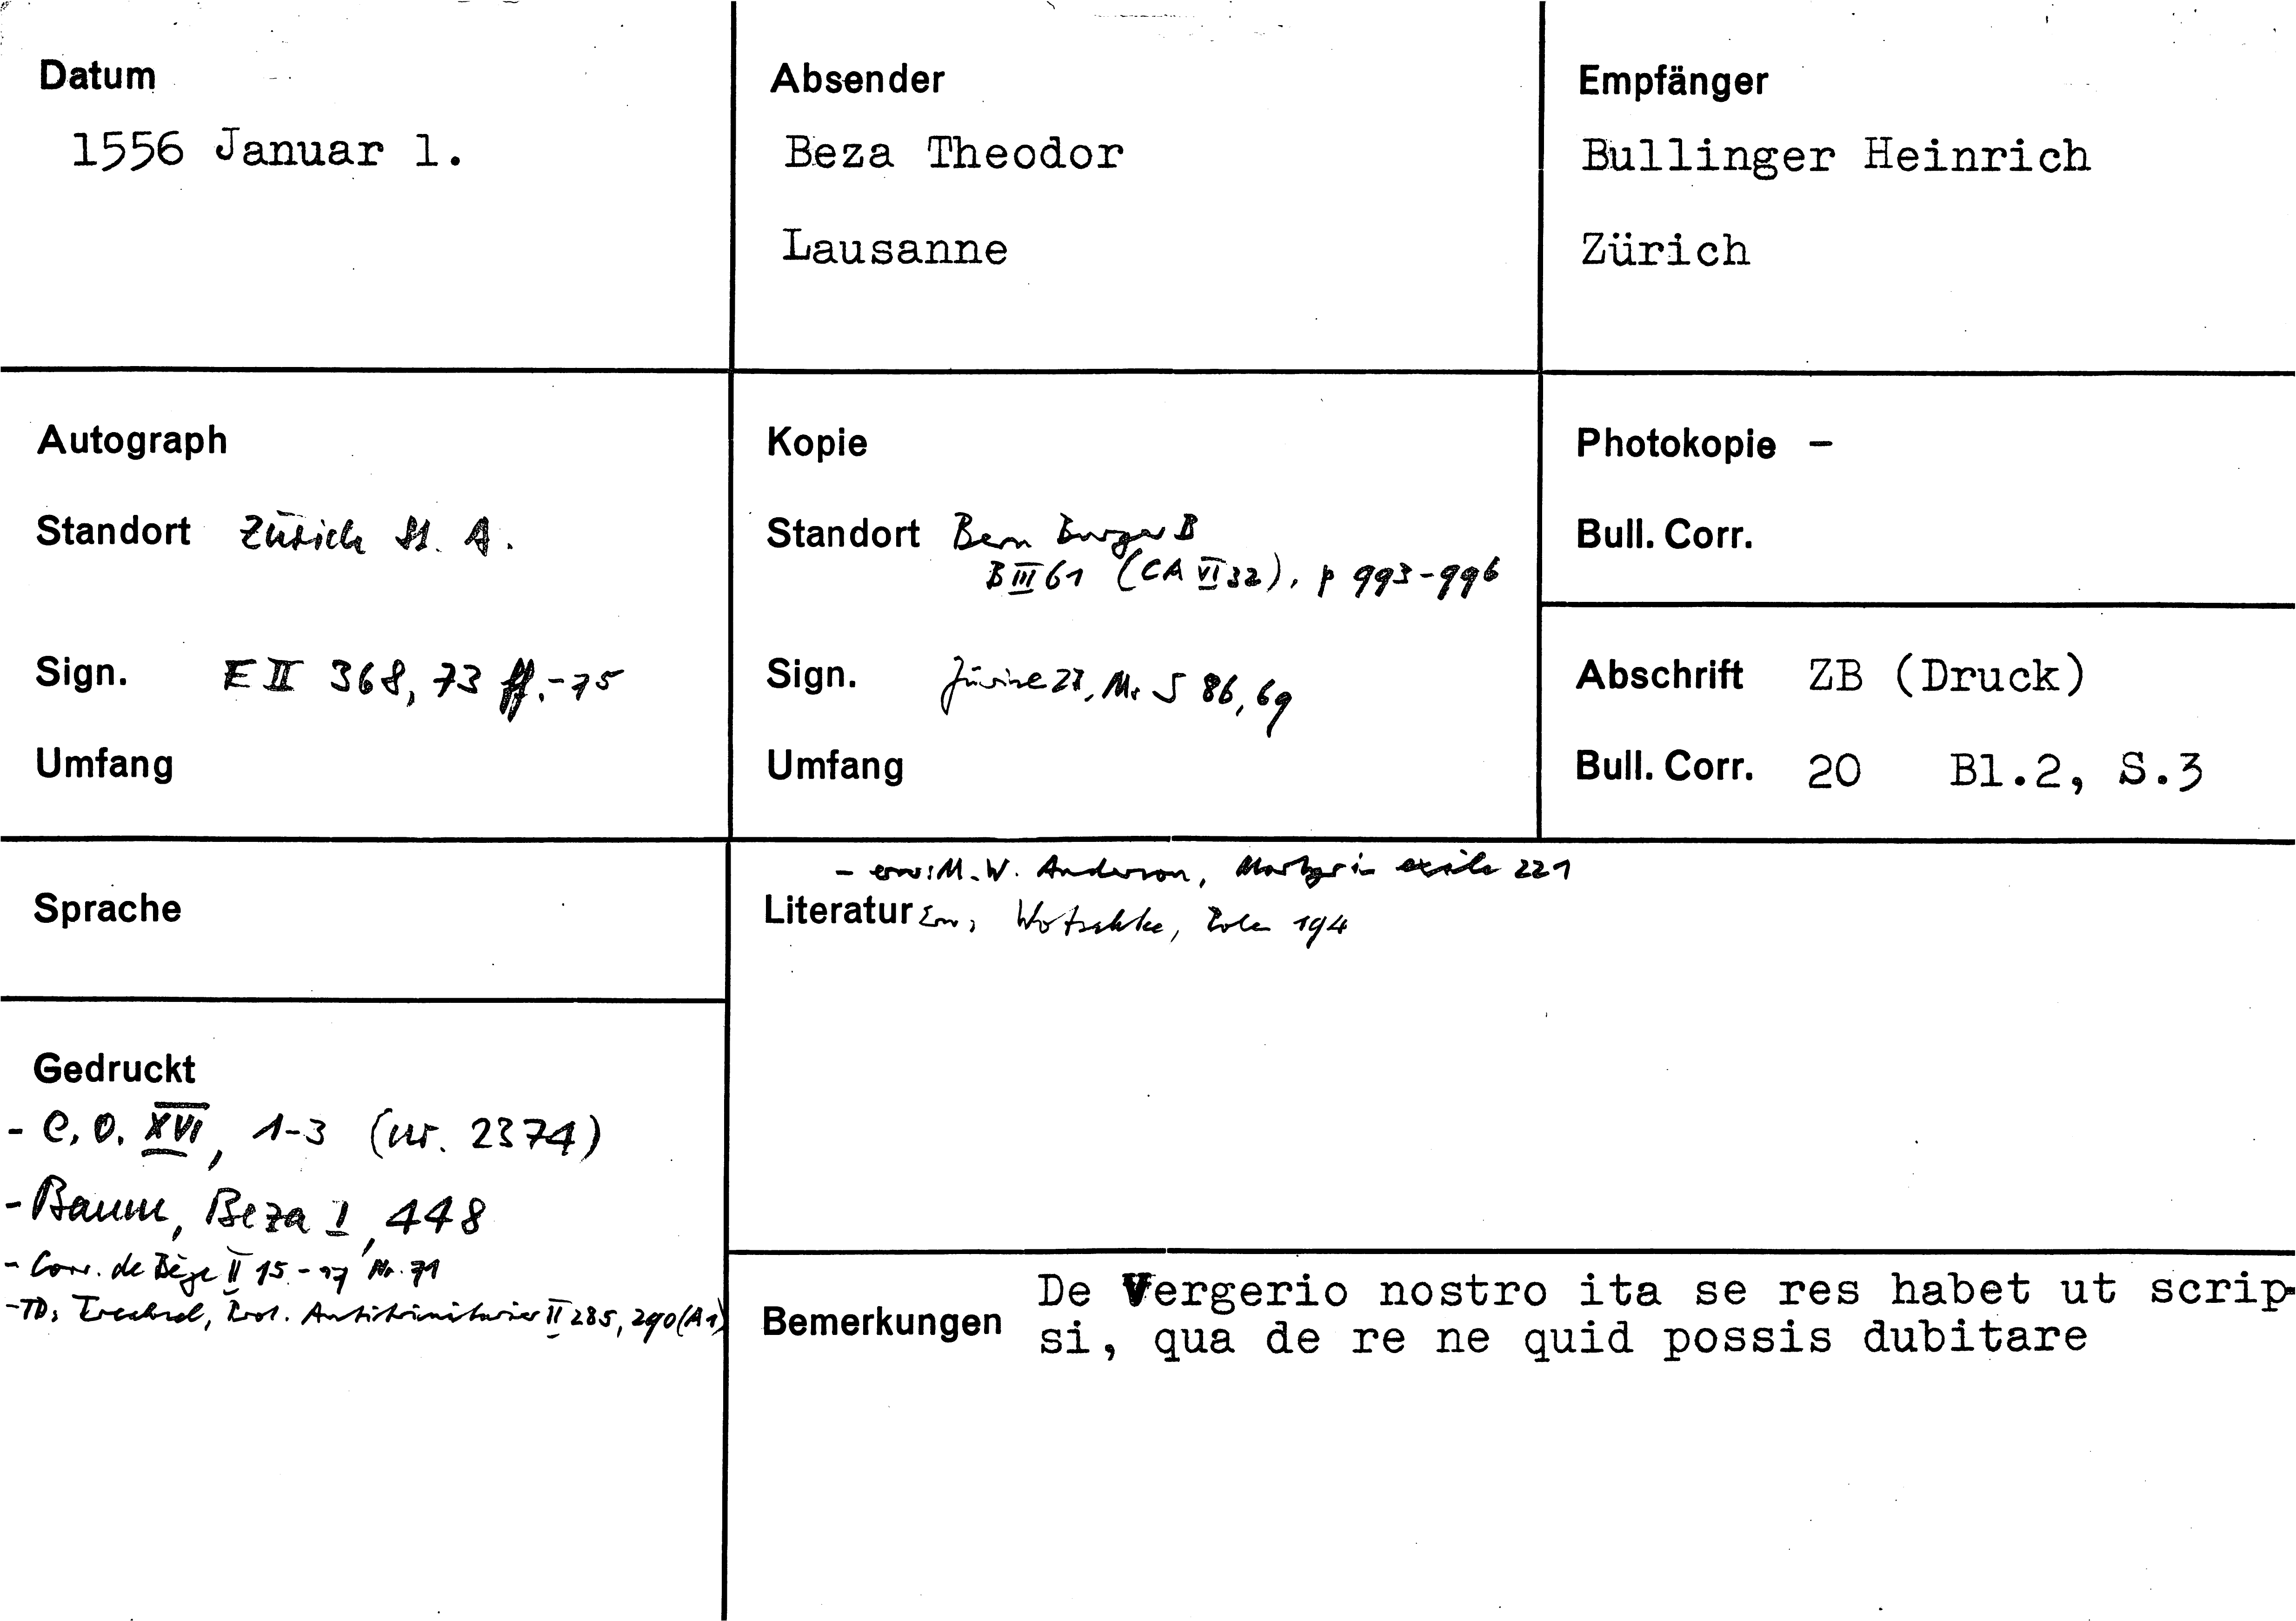 Datum
1556 Januar 1.
Absender
Beza Theodor
Lausanne
Empfänger
Bullinger Heinrich
Zürich
Autograph
Standort Zürich St. A.
Sign. E II 368, 73 ff.-75
Umfang
Kopie
Standort Bern Burger B
B III 61 (CA VI 32), p 993-996
Sign. Zürich ZB, Ms S 86, 69
Umfang
Photokopie –
Bull. Corr.
Abschrift ZB (Druck)
Bull. Corr. 20 Bl.2, S.3
Sprache
Gedruckt
- C. O. XVI, 1-3 (nr. 2374)
- Baum, Beza I, 448
- Corr. de Bèze II 15-17 Nr. 71
- TD: Trechsel, Prot. Antitrinitarier II 285, 290 (A1)
- erw: M. W. Anderson, Martyr in exile 221
Literatur Erw: Wotschke, Polen 194
Bemerkungen De Vergerio nostro ita se res habet ut scrip-
si, qua de re ne quid possis dubitare